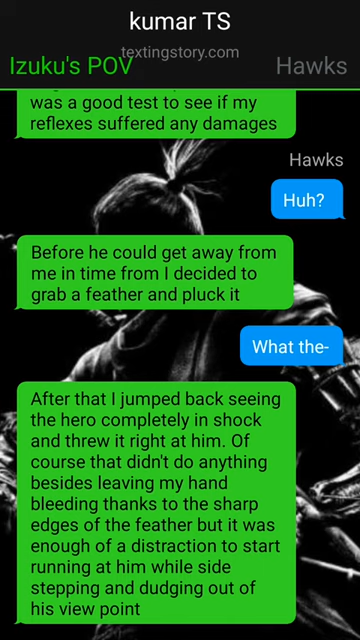 kumar TS
textingstory.com
Izuku's POV
Hawks
was a good test to see if my
reflexes suffered any damages
Hawks
Huh?
Before he could get away from
me in time from I decided to
grab a feather and pluck it
What the-
After that I jumped back seeing
the hero completely in shock
and threw it right at him. Of
course that didn't do anything
besides leaving my hand
bleeding thanks to the sharp
edges of the feather but it was
enough of a distraction to start
running at him while side
stepping and dudging out of
his view point